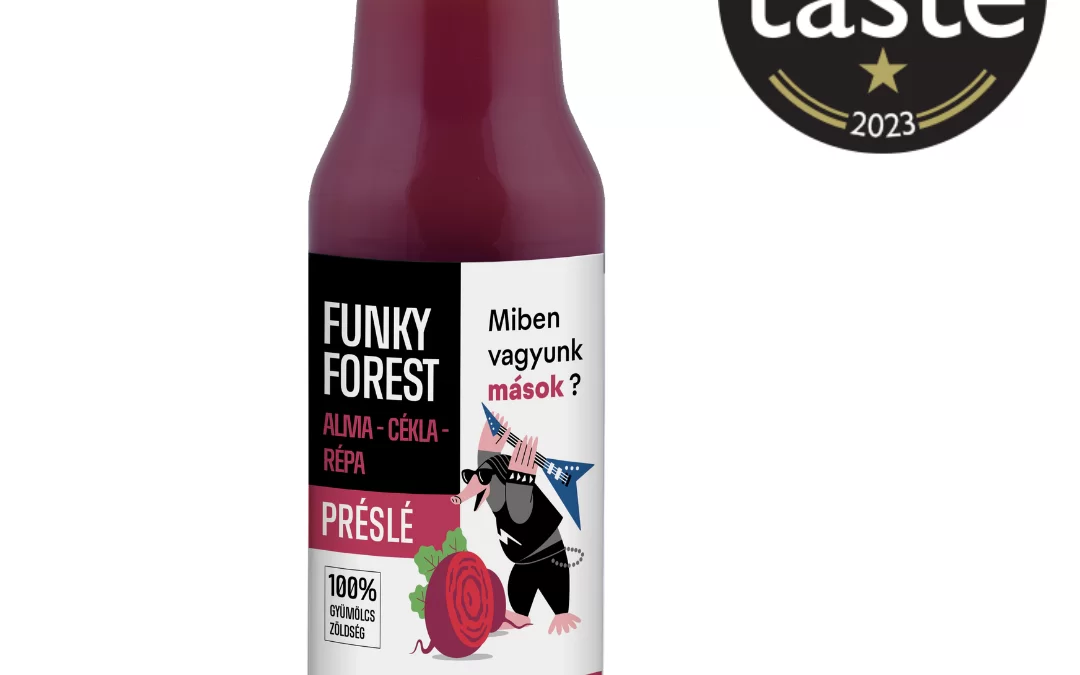 taste
2023
FUNKY
FOREST
ALMA - CÉKLA -
RÉPA
PRÉSLÉ
100%
GYÜMÖLCS
ZÖLDSÉG
Miben
vagyunk
mások ?